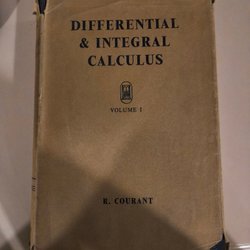 DIFFERENTIAL
& INTEGRAL
CALCULUS
VOLUME I
R. COURANT